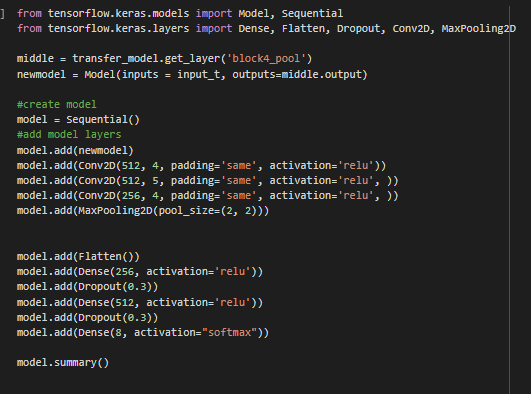 ] from tensorflow.keras.models import Model, Sequential
from tensorflow.keras.layers import Dense, Flatten, Dropout, Conv2D, MaxPooling2D
middle = transfer_model.get_layer('block4_pool')
newmodel = Model(inputs = input_t, outputs=middle.output)
#create model
model = Sequential()
#add model layers
model.add(newmodel)
model.add(Conv2D(512, 4, padding='same', activation='relu'))
model.add(Conv2D(512, 5, padding='same', activation='relu', ))
model.add(Conv2D(256, 4, padding='same', activation='relu', ))
model.add(MaxPooling2D(pool_size=(2, 2)))
model.add(Flatten())
model.add(Dense(256, activation='relu'))
model.add(Dropout(0.3))
model.add(Dense(512, activation='relu'))
model.add(Dropout(0.3))
model.add(Dense(8, activation="softmax"))
model.summary()